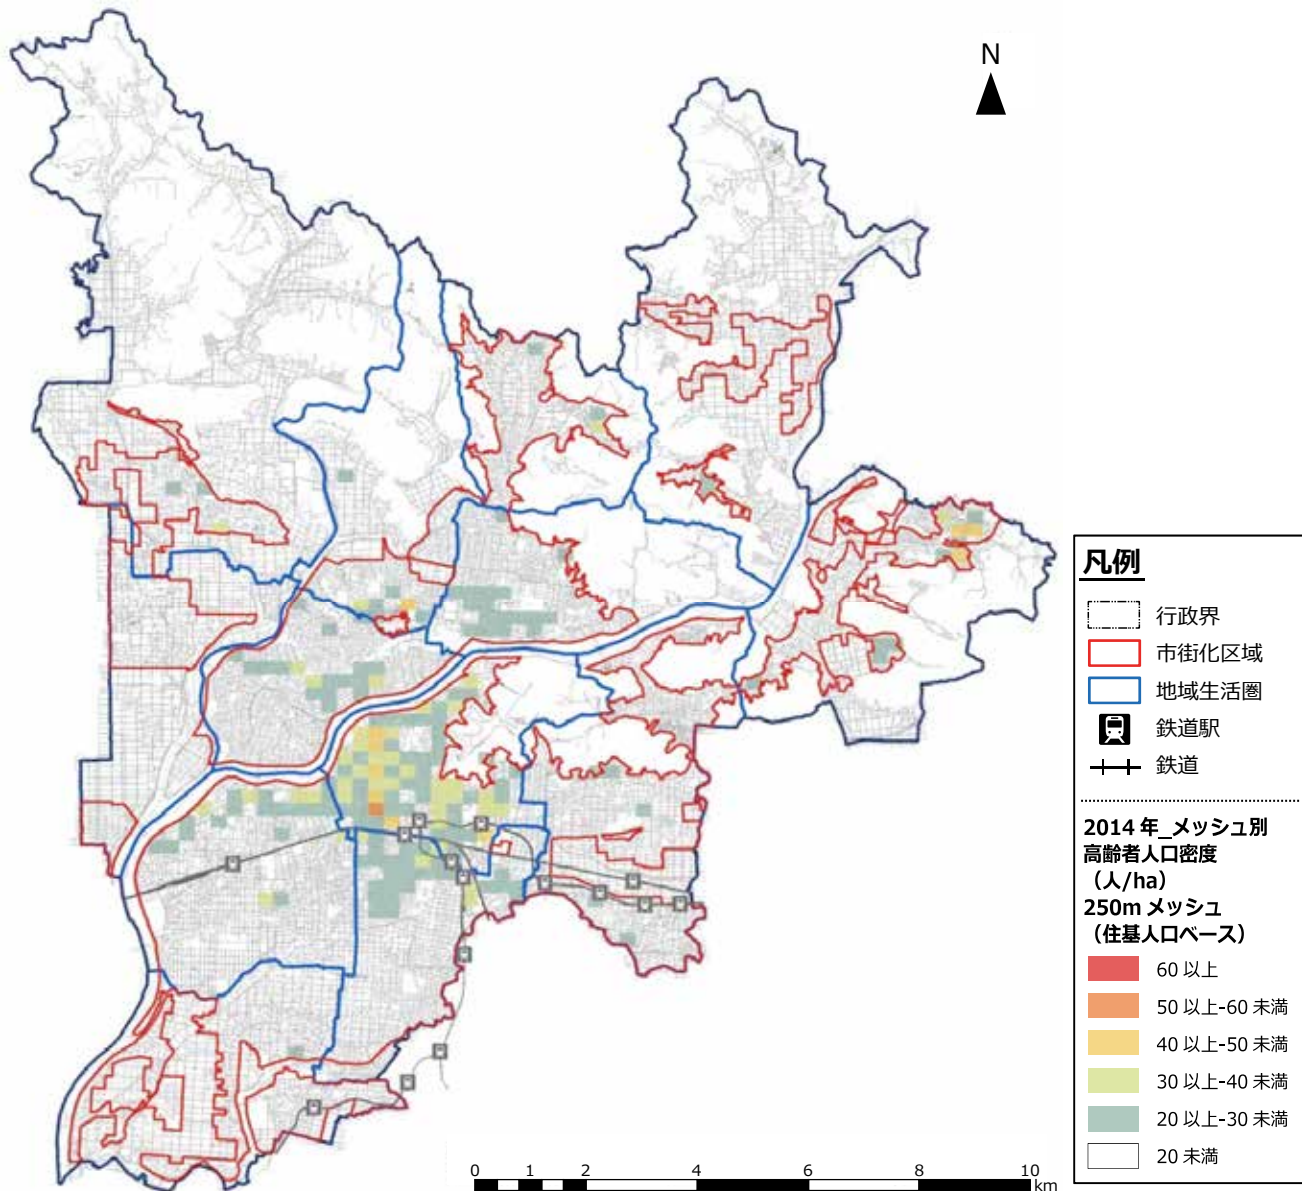 N
凡例
行政界
市街化区域
地域生活圏
鉄道駅
鉄道
2014 年_メッシュ別
高齢者人口密度
（人/ha）
250m メッシュ
（住基人口ベース）
60 以上
50 以上-60 未満
40 以上-50 未満
30 以上-40 未満
20 以上-30 未満
20 未満
0 1 2 4 6 8 10
km